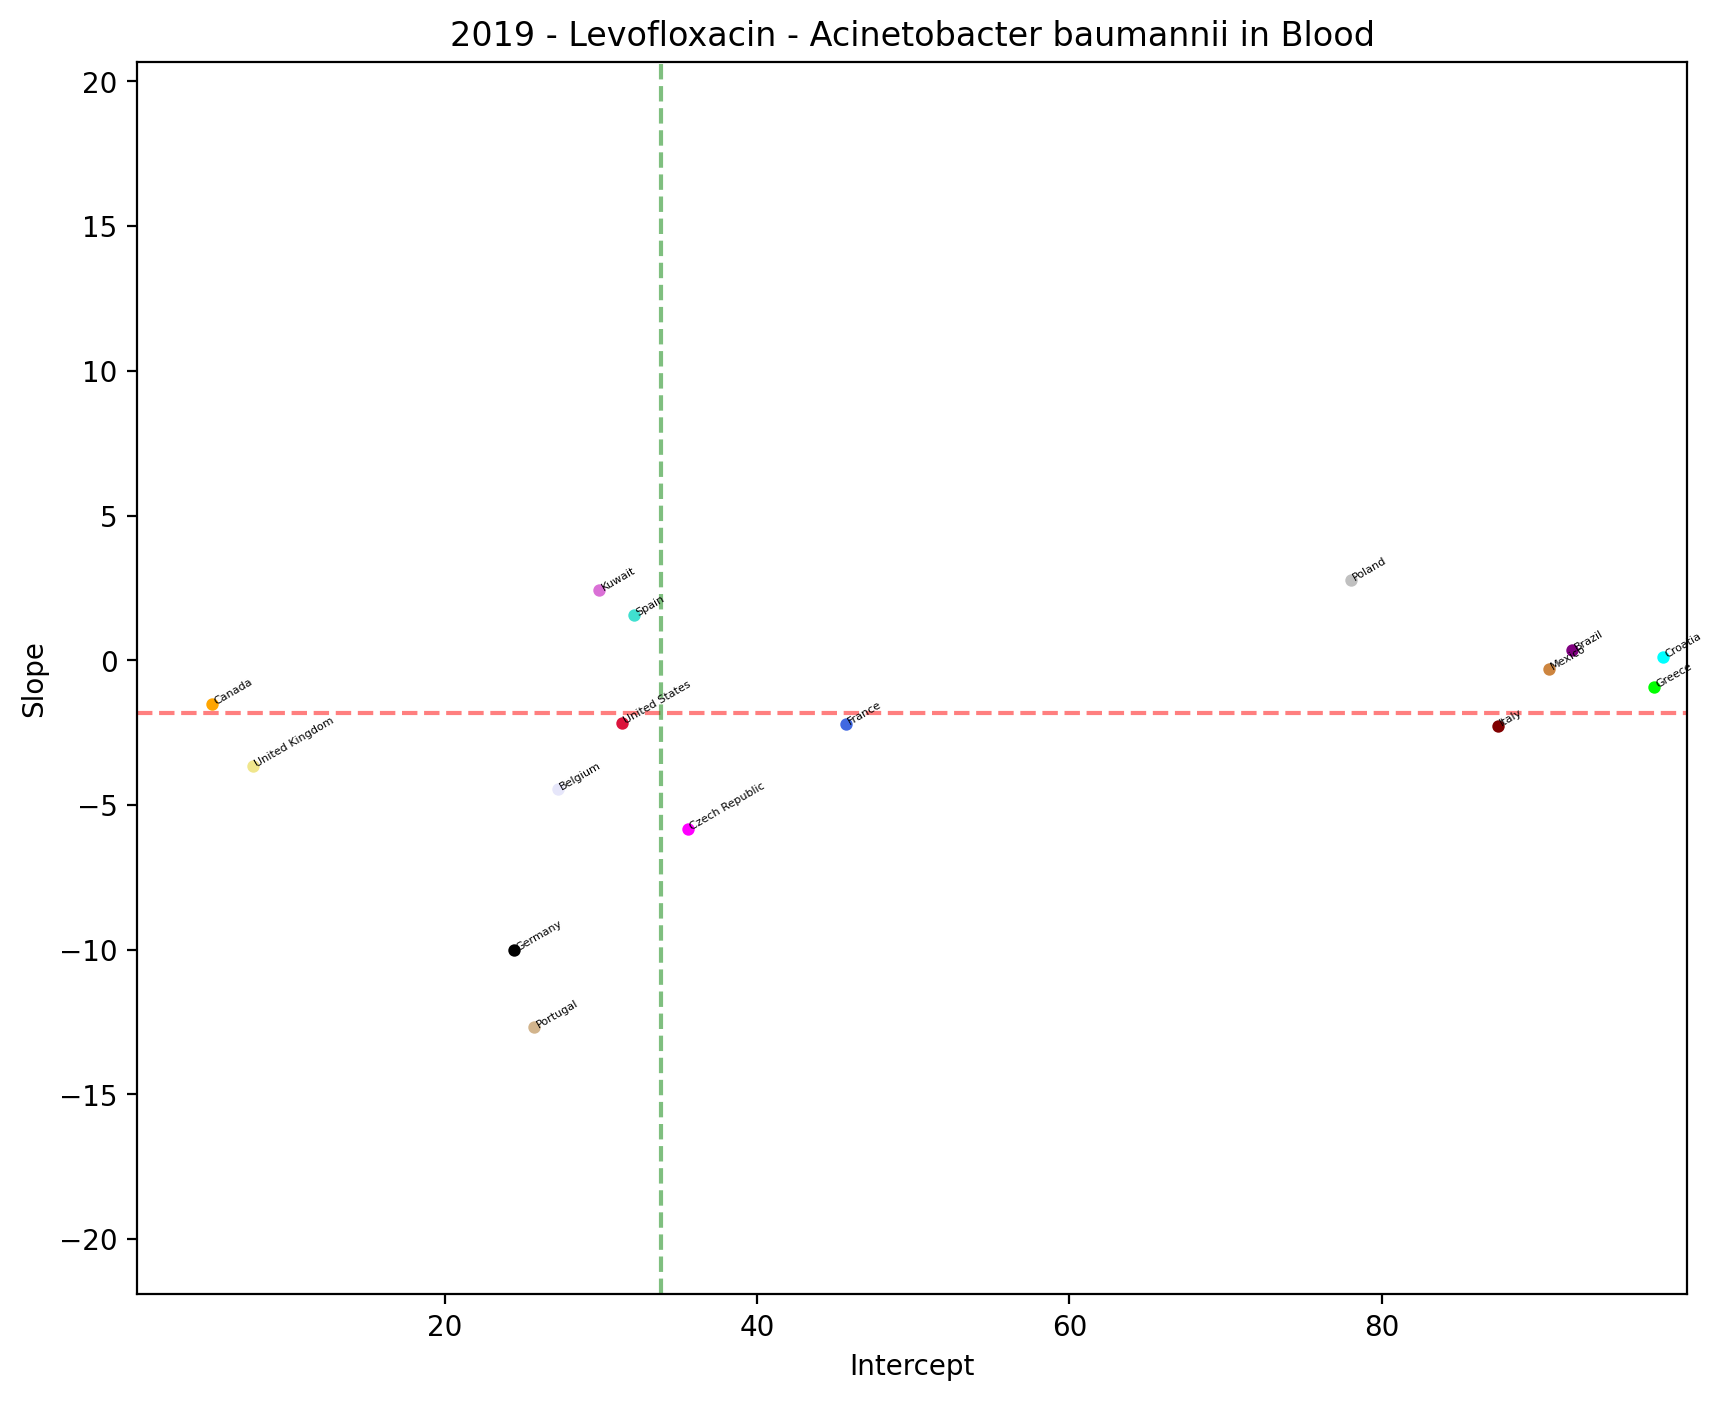 2019 - Levofloxacin - Acinetobacter baumannii in Blood
20
15
10
5
0
−5
−10
−15
−20
Slope
Poland
Kuwait
Spain
Brazil
Croatia
Mexico
Greece
Canada
United States
France
Italy
United Kingdom
Belgium
Czech Republic
Germany
Portugal
20
40
60
80
Intercept